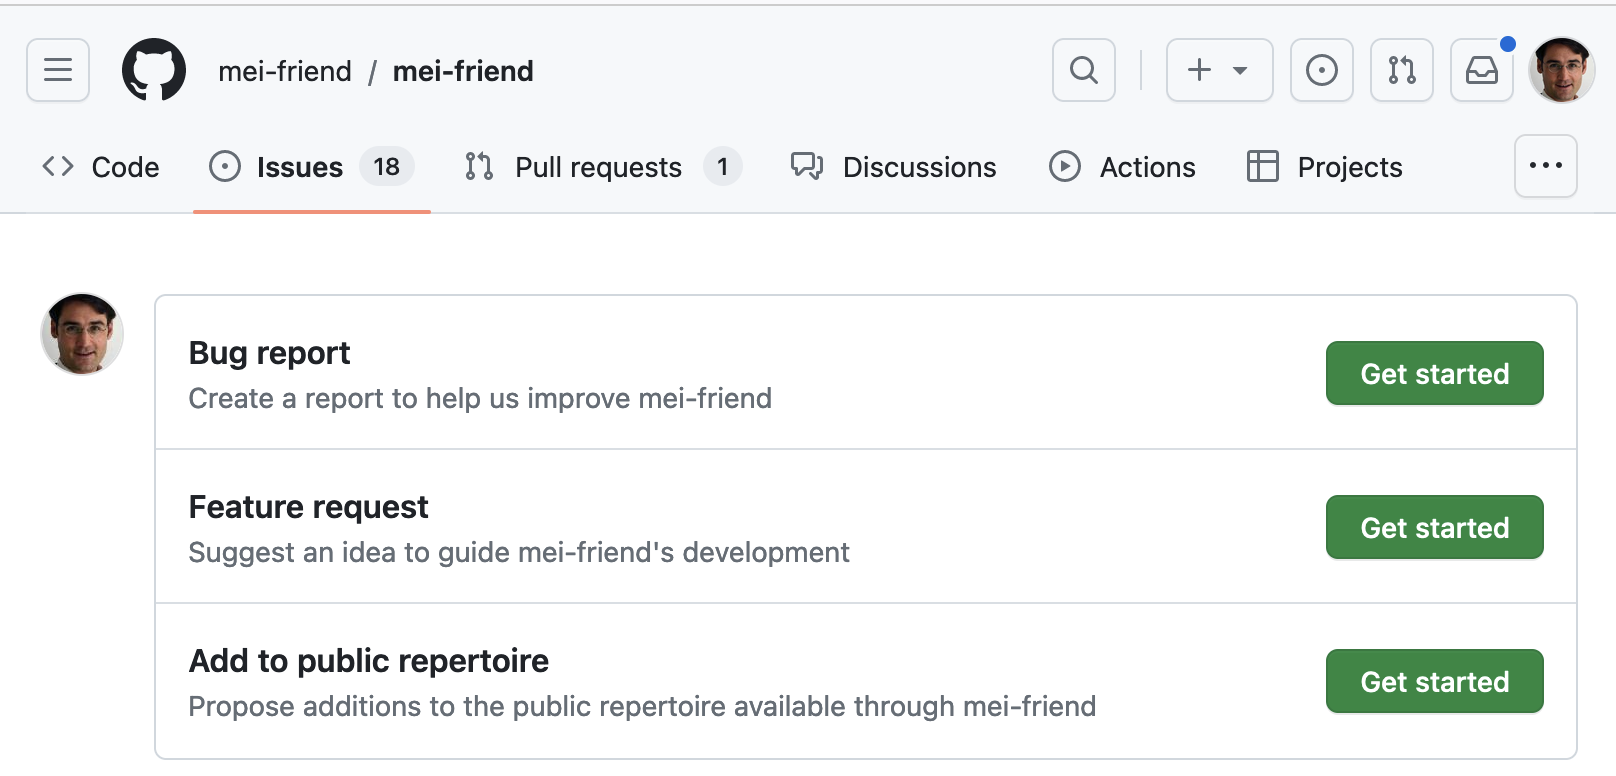 mei-friend / mei-friend
Code Issues 18 Pull requests 1 Discussions Actions Projects
Bug report
Create a report to help us improve mei-friend
Get started
Feature request
Suggest an idea to guide mei-friend's development
Get started
Add to public repertoire
Propose additions to the public repertoire available through mei-friend
Get started